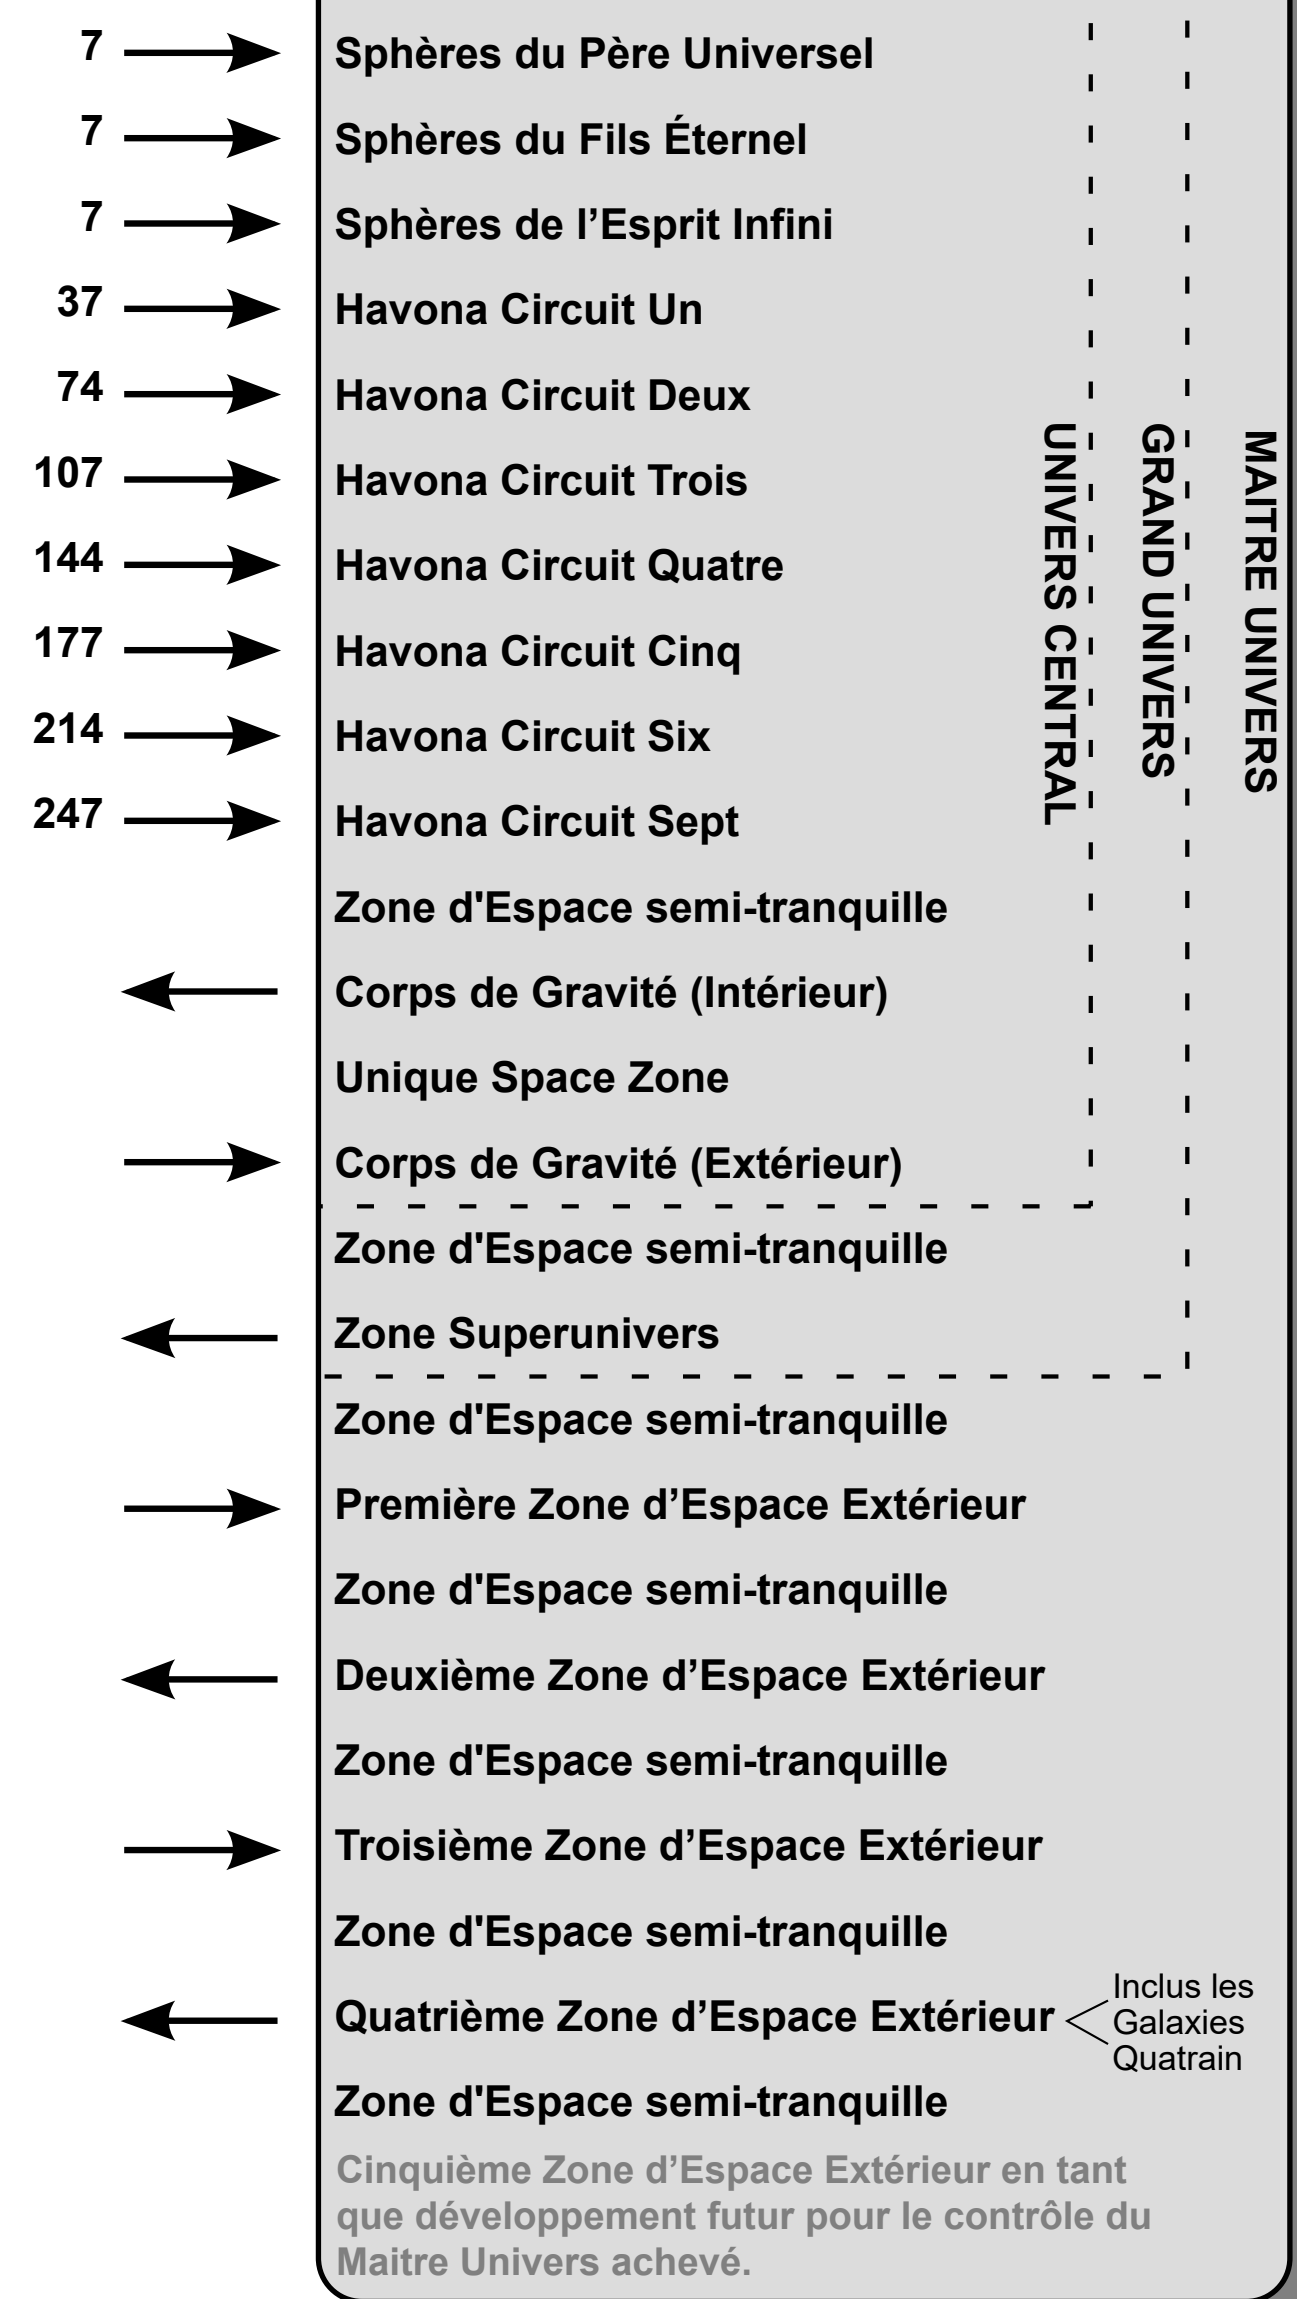 7 Sphères du Père Universel
7 Sphères du Fils Éternel
7 Sphères de l’Esprit Infini
37 Havona Circuit Un
74 Havona Circuit Deux
107 Havona Circuit Trois
144 Havona Circuit Quatre
177 Havona Circuit Cinq
214 Havona Circuit Six
247 Havona Circuit Sept
UNIVERS CENTRAL
GRAND UNIVERS
MAITRE UNIVERS
Zone d'Espace semi-tranquille
Corps de Gravité (Intérieur)
Unique Space Zone
Corps de Gravité (Extérieur)
Zone d'Espace semi-tranquille
Zone Superunivers
Zone d'Espace semi-tranquille
Première Zone d’Espace Extérieur
Zone d'Espace semi-tranquille
Deuxième Zone d’Espace Extérieur
Zone d'Espace semi-tranquille
Troisième Zone d’Espace Extérieur
Zone d'Espace semi-tranquille
Quatrième Zone d’Espace Extérieur
Inclus les
Galaxies
Quatrain
Zone d'Espace semi-tranquille
Cinquième Zone d’Espace Extérieur en tant
que développement futur pour le contrôle du
Maitre Univers achevé.